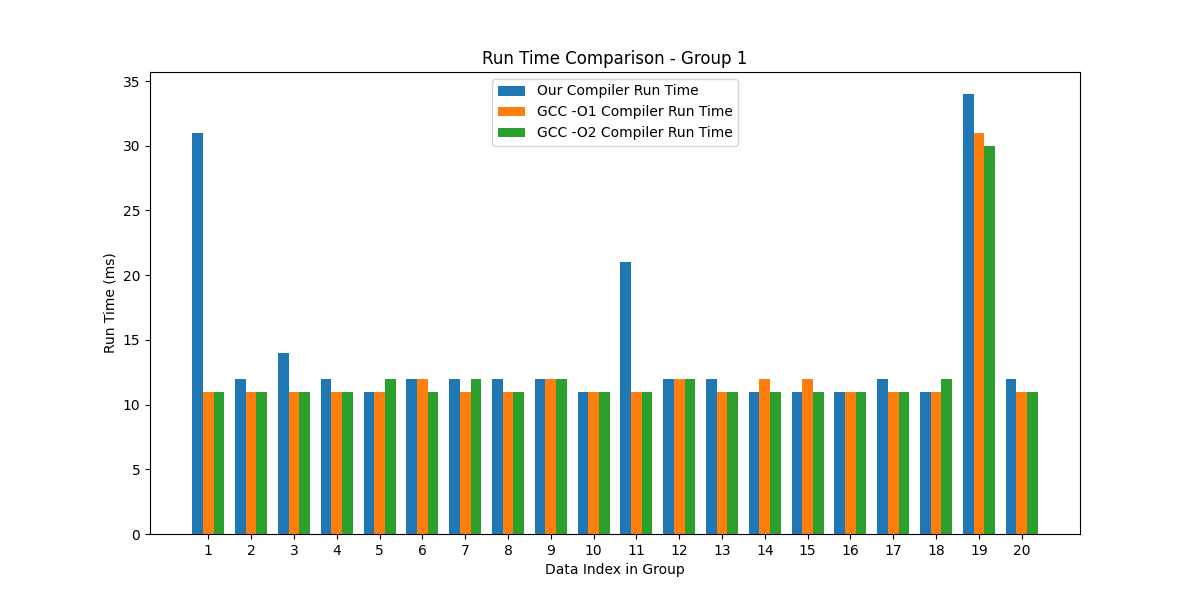 Run Time Comparison - Group 1
Our Compiler Run Time
GCC -O1 Compiler Run Time
GCC -O2 Compiler Run Time
Run Time (ms)
35
30
25
20
15
10
5
0
1 2 3 4 5 6 7 8 9 10 11 12 13 14 15 16 17 18 19 20
Data Index in Group